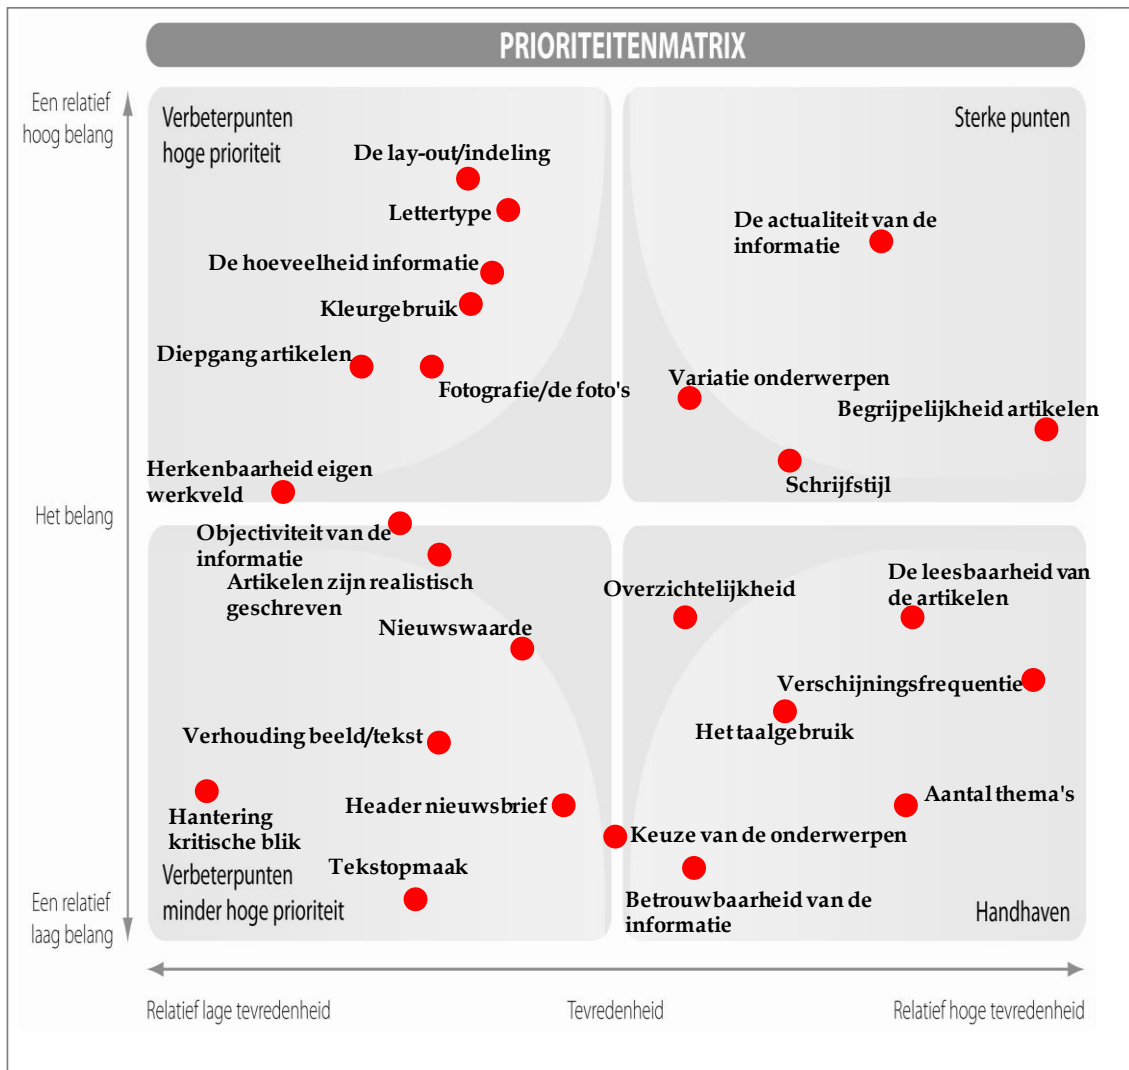 PRIORITEITENMATRIX
Een relatief
hoog belang
Verbeterpunten
hoge prioriteit
Sterke punten
De lay-out/indeling
Lettertype
De actualiteit van de
informatie
De hoeveelheid informatie
Kleurgebruik
Diepgang artikelen
Fotografie/de foto's
Variatie onderwerpen
Begrijpelijkheid artikelen
Herkenbaarheid eigen
werkveld
Schrijfstijl
Het belang
Objectiviteit van de
informatie
Artikelen zijn realistisch
geschreven
Nieuwswaarde
Overzichtelijkheid
De leesbaarheid van
de artikelen
Verschijningsfrequentie
Het taalgebruik
Verhouding beeld/tekst
Hantering
kritische blik
Header nieuwsbrief
Aantal thema's
Keuze van de onderwerpen
Tekstopmaak
Betrouwbaarheid van de
informatie
Verbeterpunten
minder hoge prioriteit
Handhaven
Een relatief
laag belang
Relatief lage tevredenheid
Tevredenheid
Relatief hoge tevredenheid